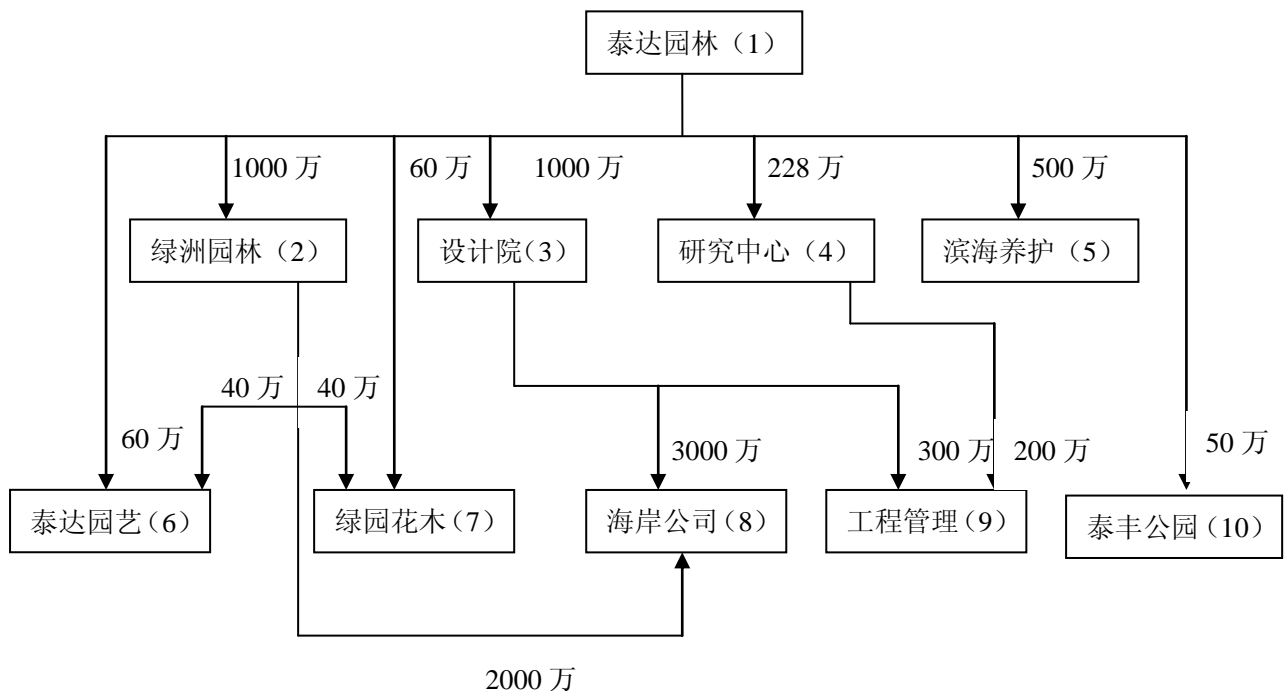 泰达园林（1）
1000 万
60 万
1000 万
228 万
500 万
绿洲园林（2）
设计院(3）
研究中心（4）
滨海养护（5）
40 万
40 万
60 万
3000 万
300 万
200 万
50 万
泰达园艺(6）
绿园花木(7）
海岸公司(8）
工程管理(9）
泰丰公园(10）
2000 万